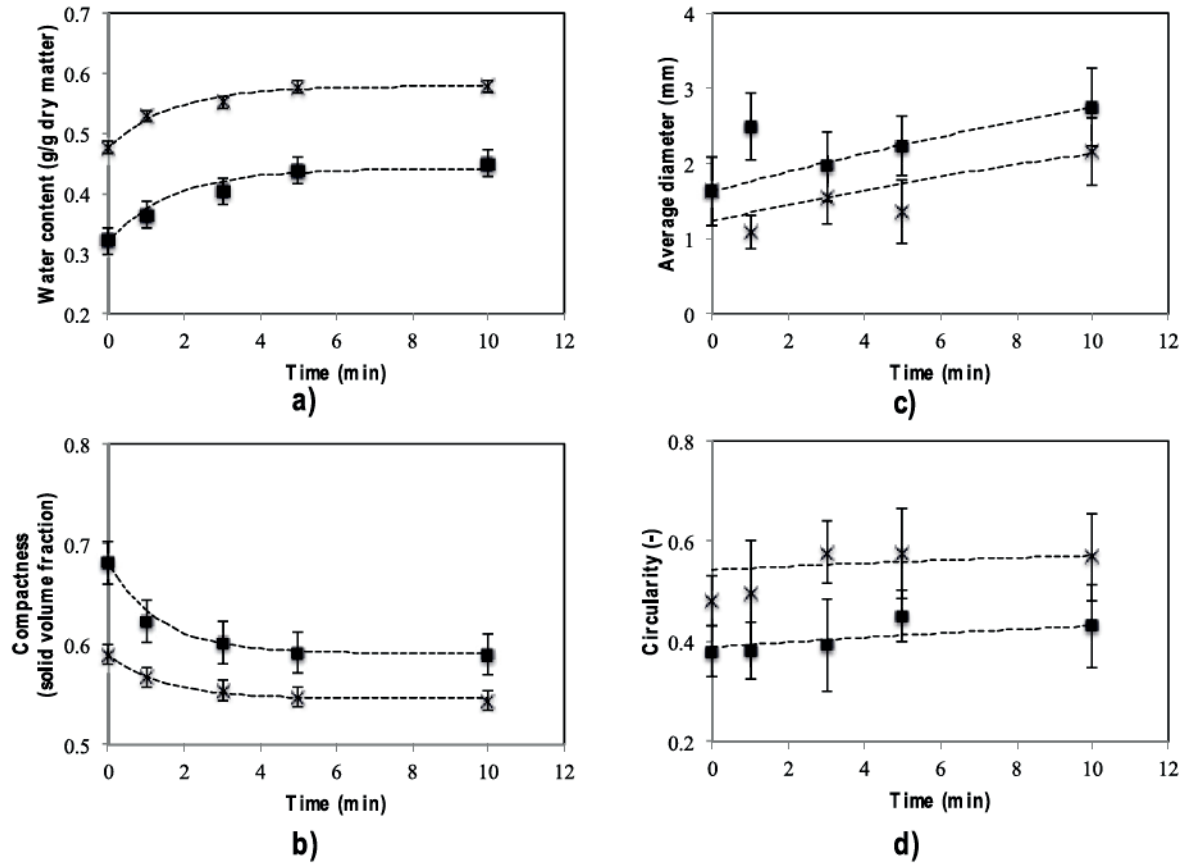 0.7
0.6
0.5
0.4
0.3
0.2
Water content (g/g dry matter)
0 2 4 6 8 10 12
Time (min)
a)
4
3
2
1
0
Average diameter (mm)
0 2 4 6 8 10 12
Time (min)
c)
0.8
0.7
0.6
0.5
Compactness
(solid volume fraction)
0 2 4 6 8 10 12
Time (min)
b)
0.8
0.6
0.4
0.2
Circularity (-)
0 2 4 6 8 10 12
Time (min)
d)